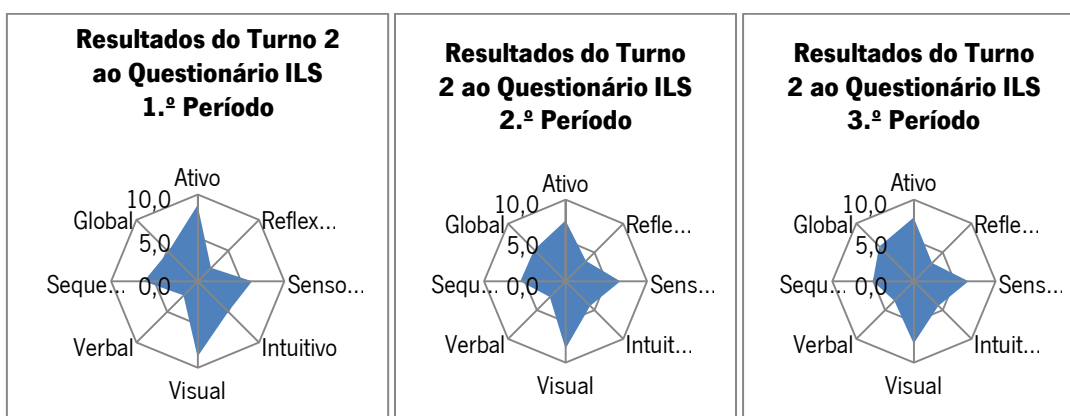 Resultados do Turno 2
ao Questionário ILS
1.º Período
Ativo
10,0
Global
Reflex...
5,0
Seque...
0,0
Senso...
Verbal
Intuitivo
Visual
Resultados do Turno
2 ao Questionário ILS
2.º Período
Ativo
10,0
Global
Refle...
5,0
Sequ...
0,0
Sens...
Verbal
Intuit...
Visual
Resultados do Turno
2 ao Questionário ILS
3.º Período
Ativo
10,0
Global
Refle...
5,0
Sequ...
0,0
Sens...
Verbal
Intuit...
Visual